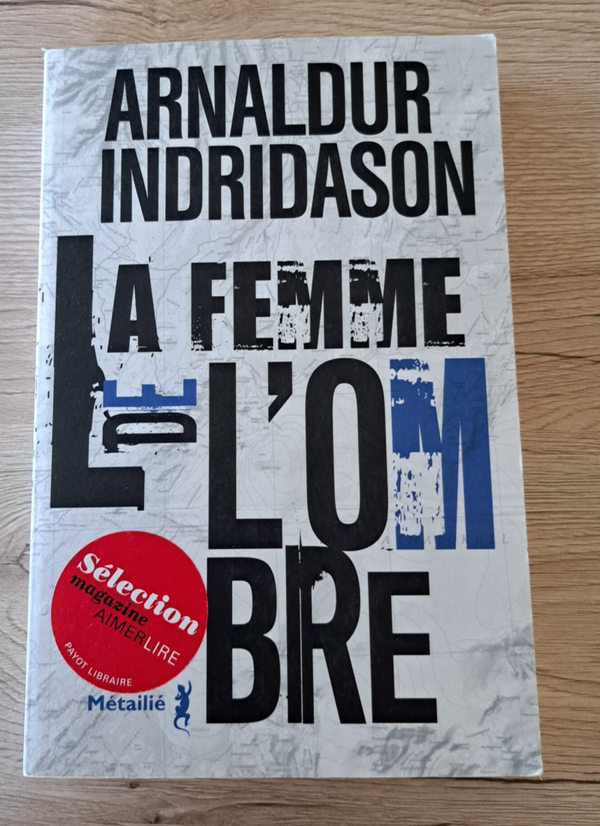 ARNALDUR
INDRIDASON
LA FEMME
DE L'OM
BRE
Sélection
magazine
AIMERLIRE
PAYOT LIBRAIRE
Métailié